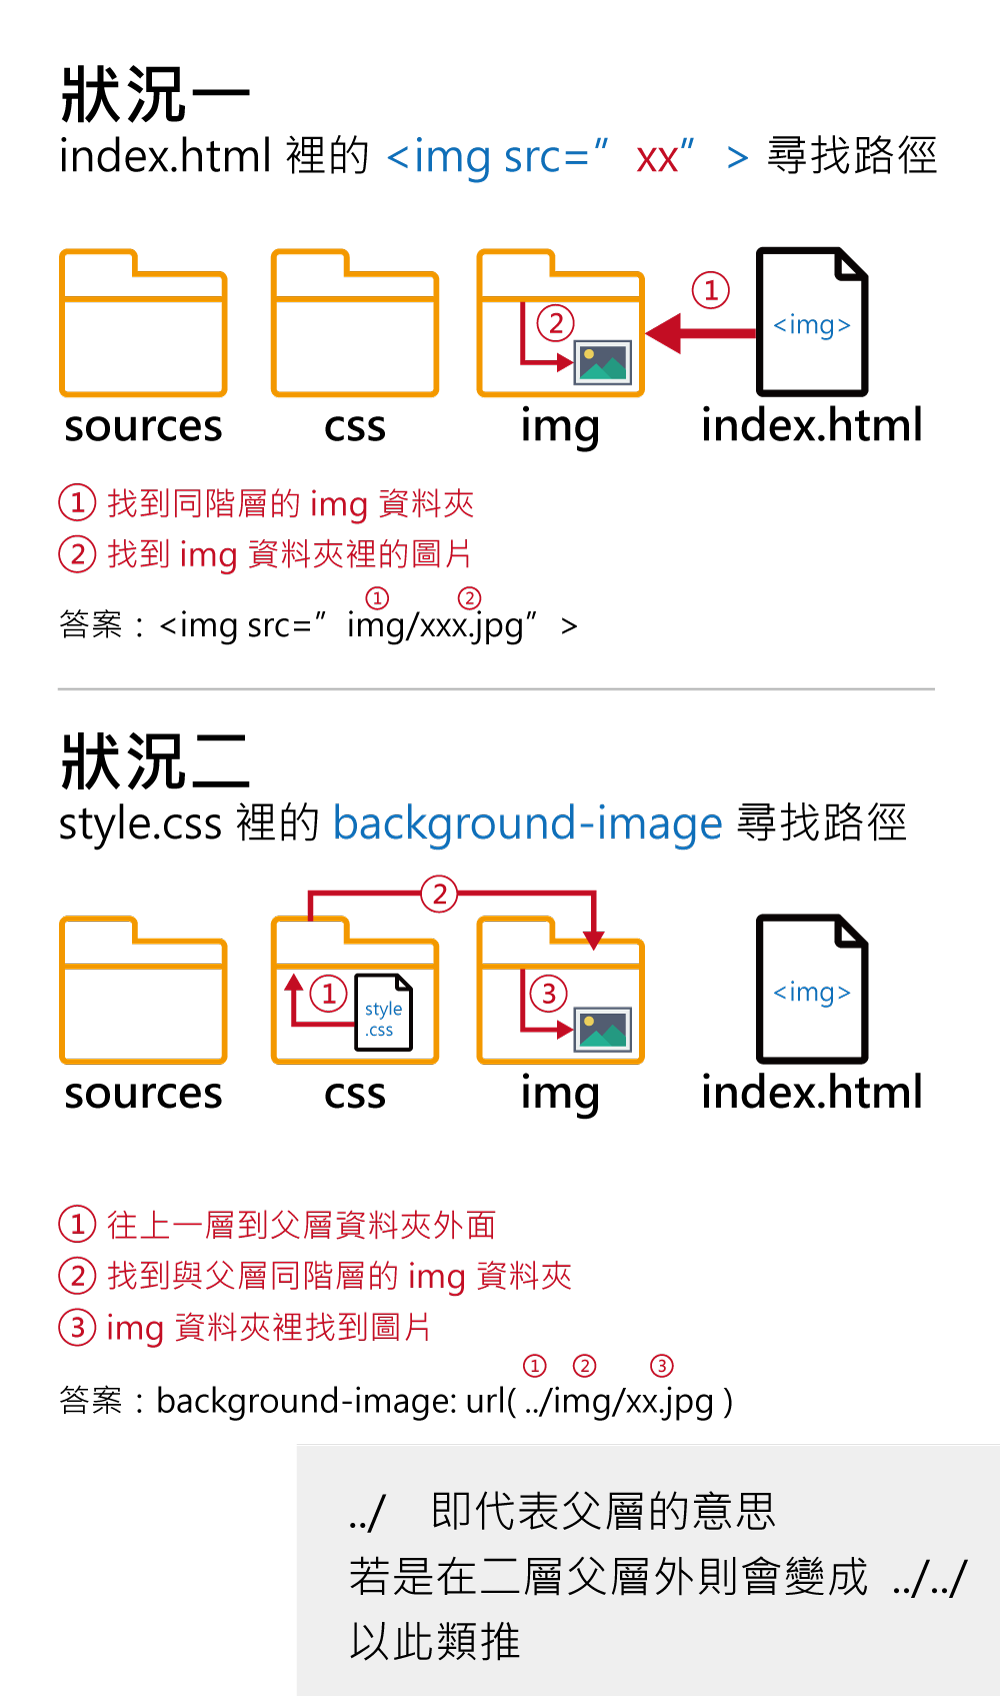 狀況一
index.html 裡的 <img src=”xx”> 尋找路徑
① <img>
②
sources css img index.html
① 找到同階層的 img 資料夾
② 找到 img 資料夾裡的圖片
① ②
答案：<img src=”img/xxx.jpg”>
狀況二
style.css 裡的 background-image 尋找路徑
②
① style .css ③ <img>
sources css img index.html
① 往上一層到父層資料夾外面
② 找到與父層同階層的 img 資料夾
③ img 資料夾裡找到圖片
① ② ③
答案：background-image: url( ../img/xx.jpg )
../ 即代表父層的意思
若是在二層父層外則會變成 ../../
以此類推